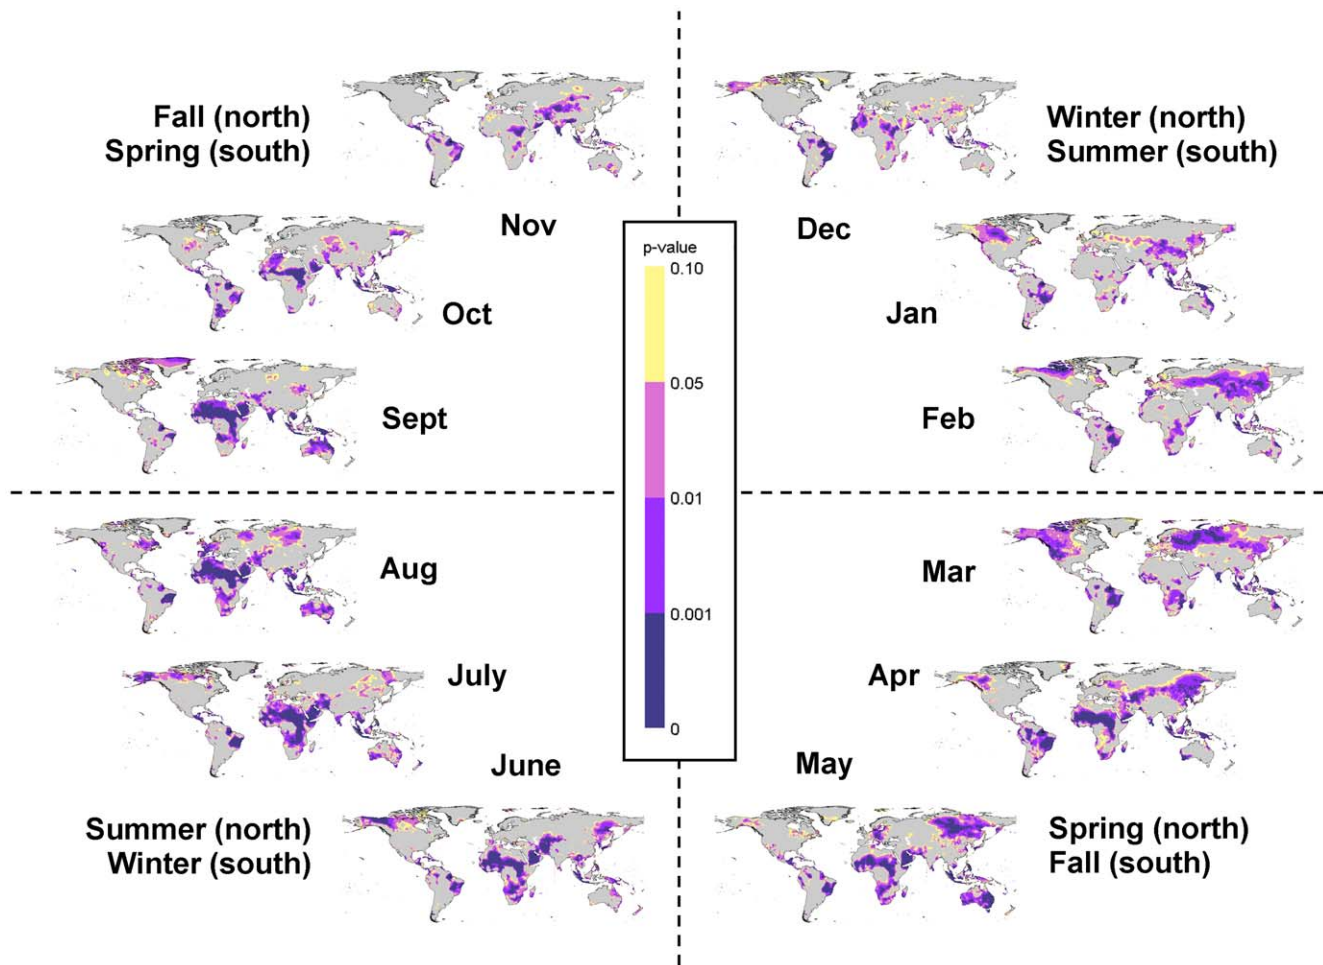 Fall (north)
Spring (south)
Winter (north)
Summer (south)
Nov
Dec
p-value
0.10
Oct
Jan
0.05
Sept
Feb
0.01
Aug
Mar
0.001
July
Apr
0
June
May
Summer (north)
Winter (south)
Spring (north)
Fall (south)